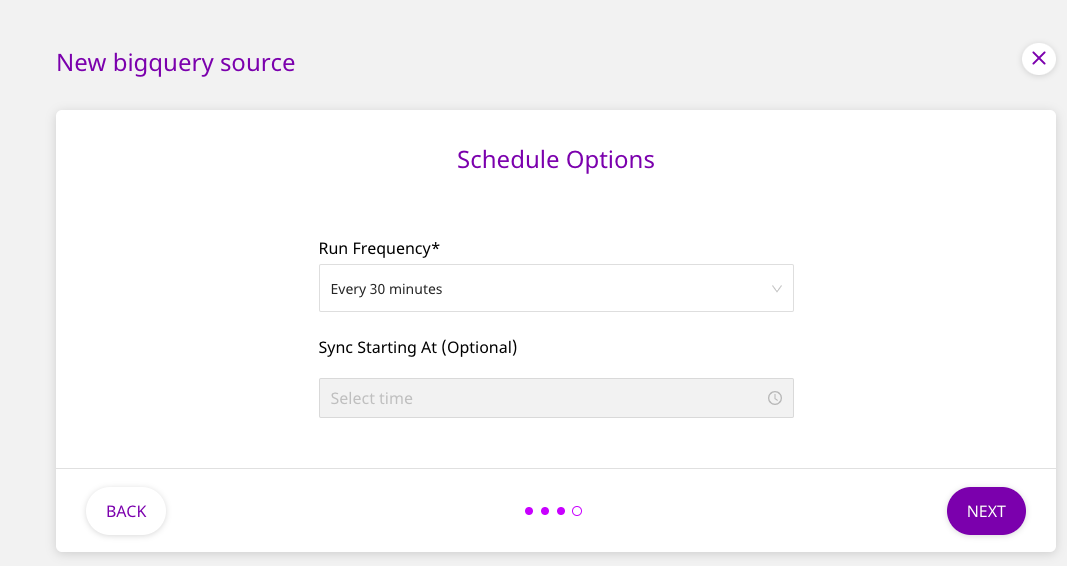 New bigquery source
Schedule Options
Run Frequency*
Every 30 minutes
Sync Starting At (Optional)
Select time
BACK
NEXT